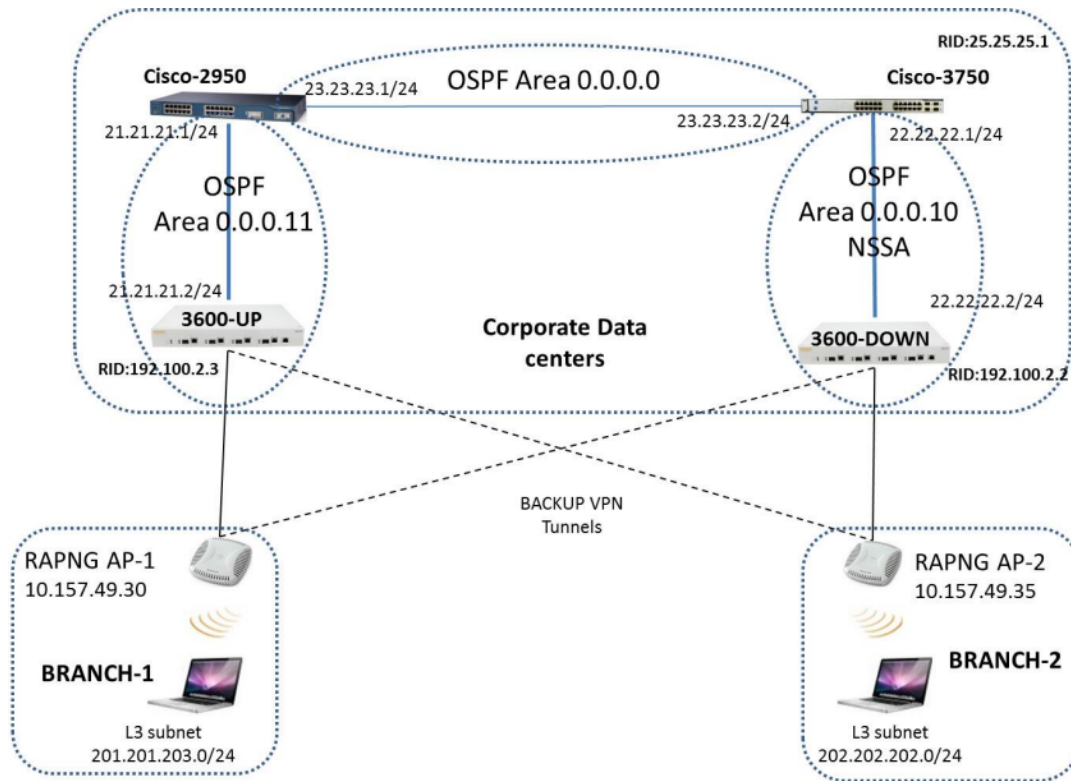 RID:25.25.25.1
Cisco-2950
OSPF Area 0.0.0.0
Cisco-3750
23.23.23.1/24
23.23.23.2/24
21.21.21.1/24
22.22.22.1/24
OSPF
Area 0.0.0.11
OSPF
Area 0.0.0.10
NSSA
21.21.21.2/24
22.22.22.2/24
3600-UP
Corporate Data
centers
3600-DOWN
RID:192.100.2.3
RID:192.100.2.2
BACKUP VPN
Tunnels
RAPNG AP-1
10.157.49.30
RAPNG AP-2
10.157.49.35
BRANCH-1
BRANCH-2
L3 subnet
201.201.203.0/24
L3 subnet
202.202.202.0/24